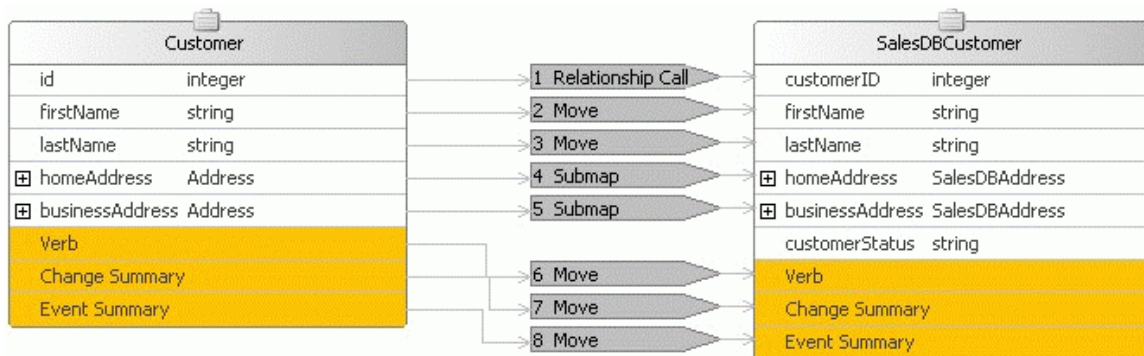 Customer SalesDBCustomer
id integer 1 Relationship Call customerID integer
firstName string 2 Move firstName string
lastName string 3 Move lastName string
homeAddress Address 4 Submap homeAddress SalesDBAddress
businessAddress Address 5 Submap businessAddress SalesDBAddress
Verb customerStatus string
Change Summary 6 Move Verb
Event Summary 7 Move Change Summary
8 Move Event Summary